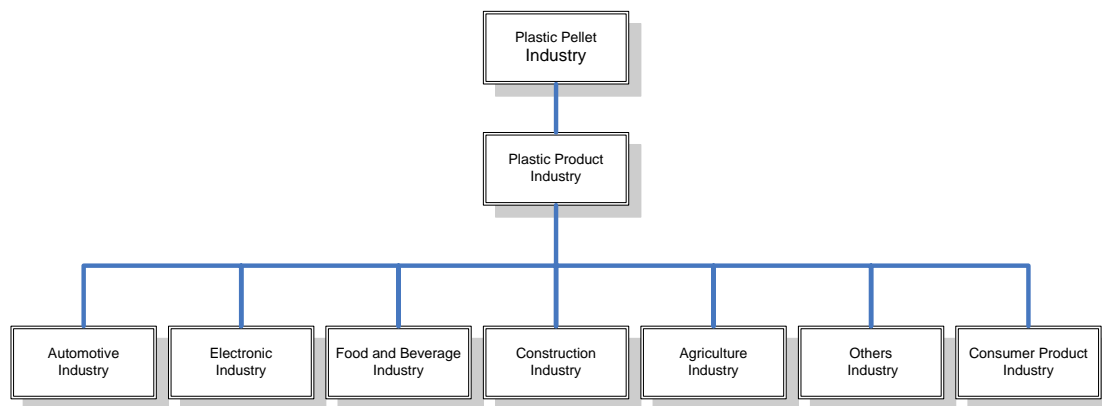 Plastic Pellet
Industry
Plastic Product
Industry
Automotive
Industry
Electronic
Industry
Food and Beverage
Industry
Construction
Industry
Agriculture
Industry
Others
Industry
Consumer Product
Industry